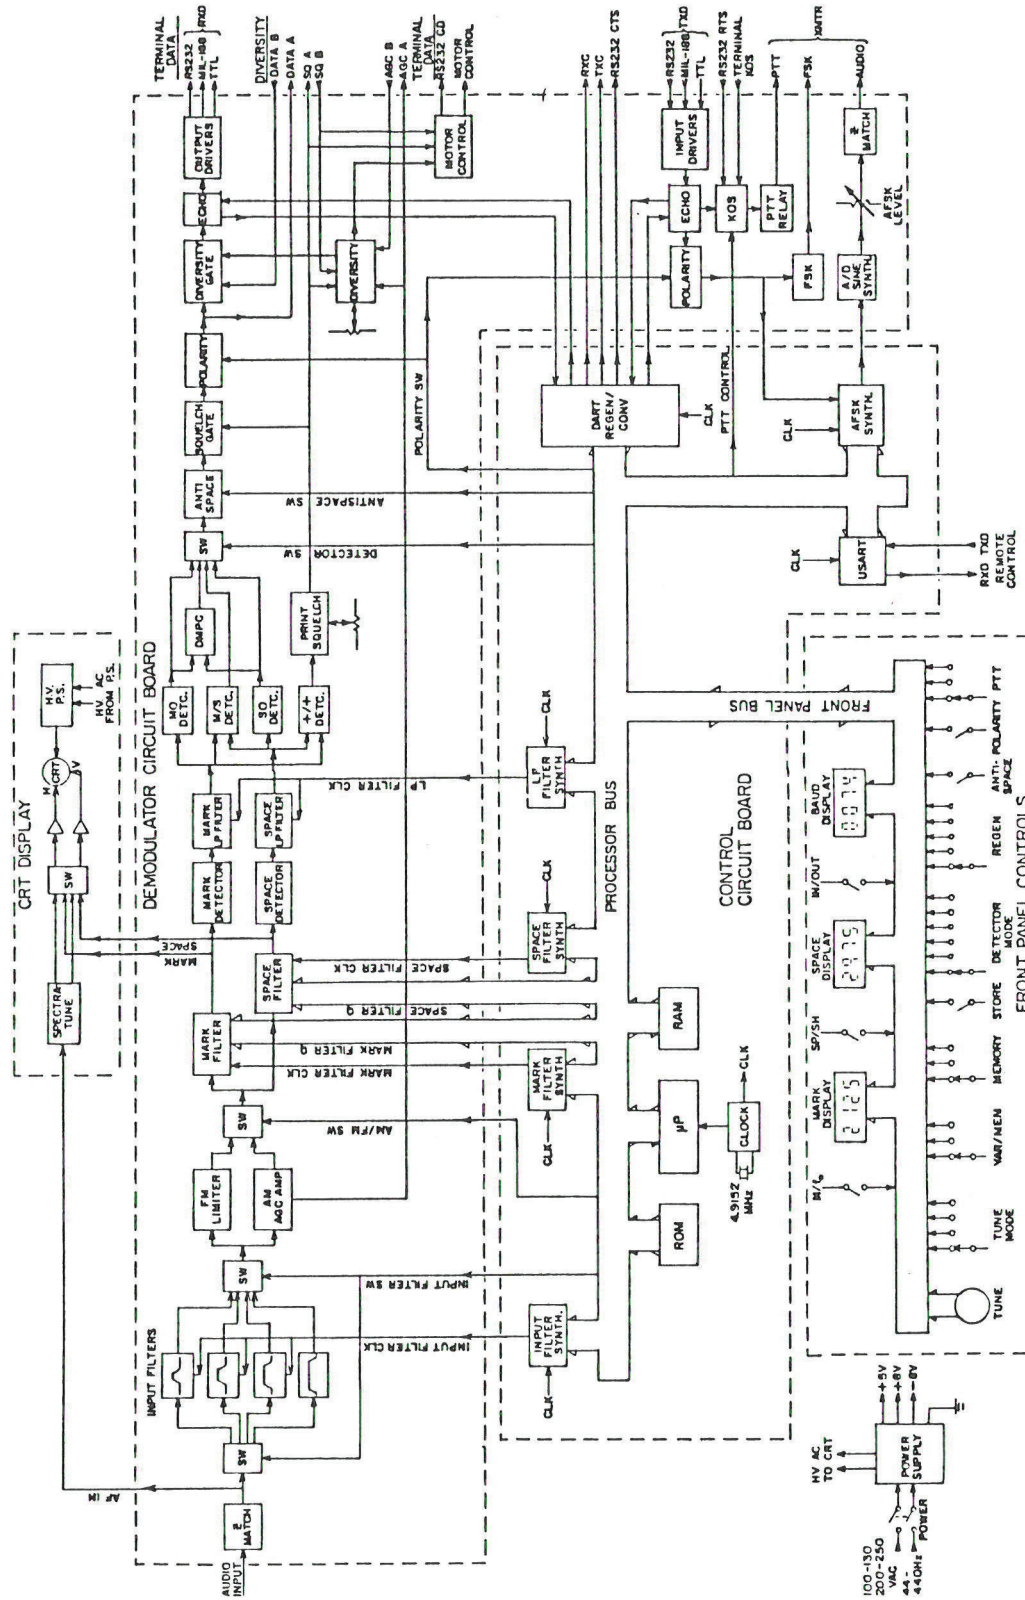 CRT DISPLAY
SPECTRA
TUNE
SW
H
CRT
V
H.V.
P.S.
HV AC
FROM P.S.
MARK
SPACE
AF IN
DEMODULATOR CIRCUIT BOARD
AUDIO
INPUT
Z
MATCH
SW
INPUT FILTERS
SW
FM
LIMITER
AM
AGC AMP
SW
MARK
FILTER
SPACE
FILTER
MARK
DETECTOR
SPACE
DETECTOR
MARK
LP FILTER
SPACE
LP FILTER
MO
DETC.
M/S
DETC.
SO
DETC.
+/+
DETC.
DMPC
PRINT
SQUELCH
SW
ANTI
SPACE
SQUELCH
GATE
POLARITY
DIVERSITY
GATE
ECHO
OUTPUT
DRIVERS
DIVERSITY
MOTOR
CONTROL
TERMINAL
DATA
RS232
MIL-188
RXD
TTL
DIVERSITY
DATA B
DATA A
SQ A
SQ B
AGC B
AGC A
TERMINAL
DATA
RS232 CD
MOTOR
CONTROL
INPUT FILTER CLK
INPUT FILTER SW
AM/FM SW
MARK FILTER CLK
MARK FILTER Q
SPACE FILTER Q
SPACE FILTER CLK
LP FILTER CLK
DETECTOR SW
ANTISPACE SW
POLARITY SW
RXC
TXC
RS232 CTS
RS232
MIL-188
TXD
TTL
RS232 RTS
TERMINAL
KOS
PTT
FSK
XMTR
AUDIO
INPUT
DRIVERS
ECHO
POLARITY
KOS
PTT
RELAY
FSK
A/D
SINE
SYNTH.
AFSK
LEVEL
Z
MATCH
INPUT
FILTER
SYNTH.
CLK
MARK
FILTER
SYNTH
CLK
SPACE
FILTER
SYNTH
CLK
LP
FILTER
SYNTH
CLK
DART
REGEN/
CONV
CLK
PTT CONTROL
AFSK
SYNTH.
CLK
USART
CLK
RXD TXD
REMOTE
CONTROL
PROCESSOR BUS
CONTROL
CIRCUIT BOARD
ROM
µP
RAM
CLOCK
CLK
4.9152
MHz
FRONT PANEL BUS
MARK
DISPLAY
2125
SPACE
DISPLAY
2975
BAUD
DISPLAY
0074
SP/SH
IN/OUT
TUNE
TUNE
MODE
VAR/MEM
MEMORY
STORE
DETECTOR
MODE
REGEN
ANTI-
SPACE
POLARITY
PTT
FRONT PANEL CONTROLS
100-130
200-250
VAC
44-
440Hz
POWER
POWER
SUPPLY
HV AC
TO CRT
+5V
+8V
-8V